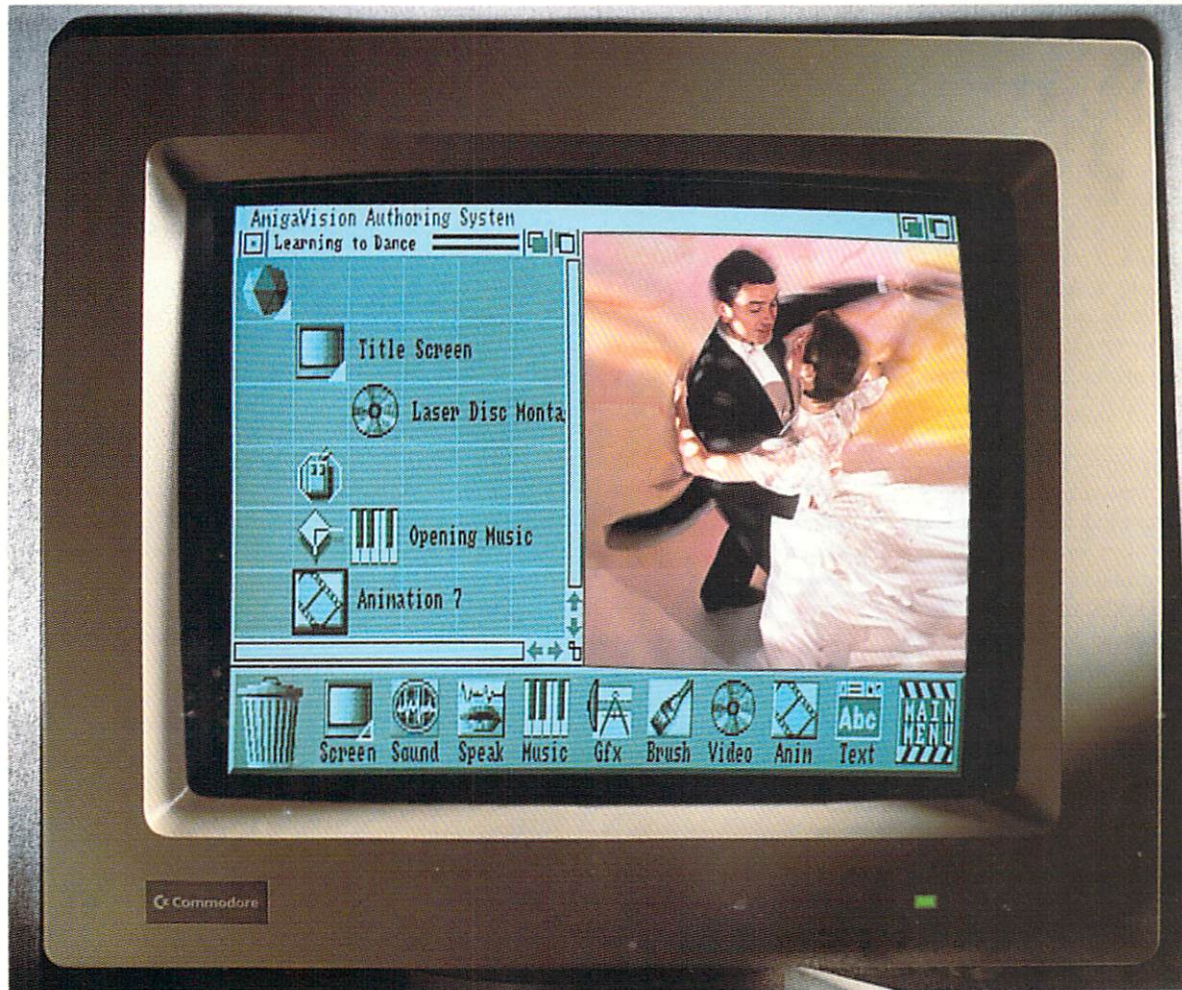 AmigaVision Authoring System
Learning to Dance
Title Screen
Laser Disc Monta
Opening Music
Animation ?
Screen Sound Speak Music Gfx Brush Video Anim Text
Abc
MAIN
MENU
Commodore